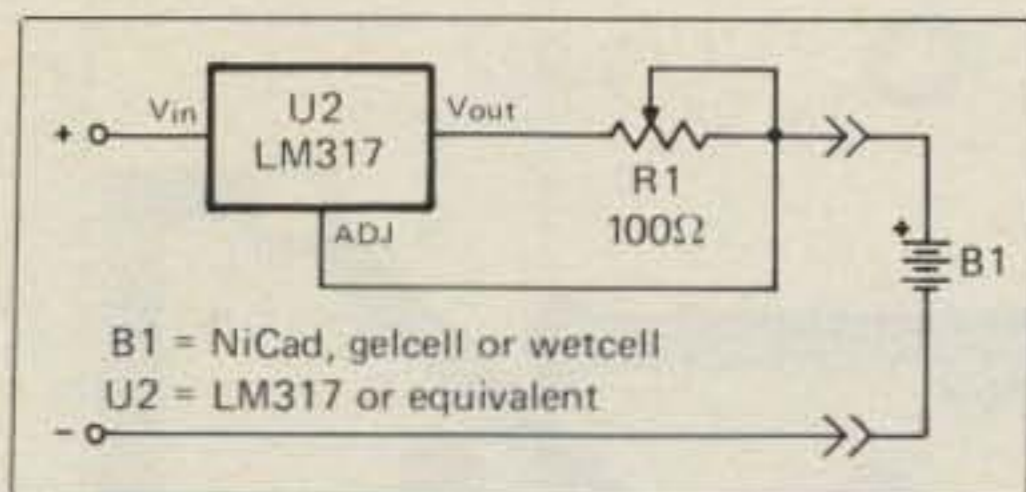 U2
LM317
Vin
Vout
ADJ
R1
100Ω
+
+
B1
B1 = NiCad, gelcell or wetcell
U2 = LM317 or equivalent
-